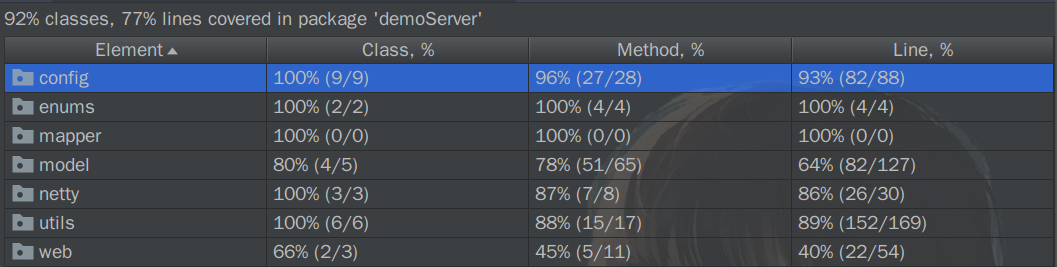 92% classes, 77% lines covered in package 'demoServer'
Element Class, % Method, % Line, %
config 100% (9/9) 96% (27/28) 93% (82/88)
enums 100% (2/2) 100% (4/4) 100% (4/4)
mapper 100% (0/0) 100% (0/0) 100% (0/0)
model 80% (4/5) 78% (51/65) 64% (82/127)
netty 100% (3/3) 87% (7/8) 86% (26/30)
utils 100% (6/6) 88% (15/17) 89% (152/169)
web 66% (2/3) 45% (5/11) 40% (22/54)